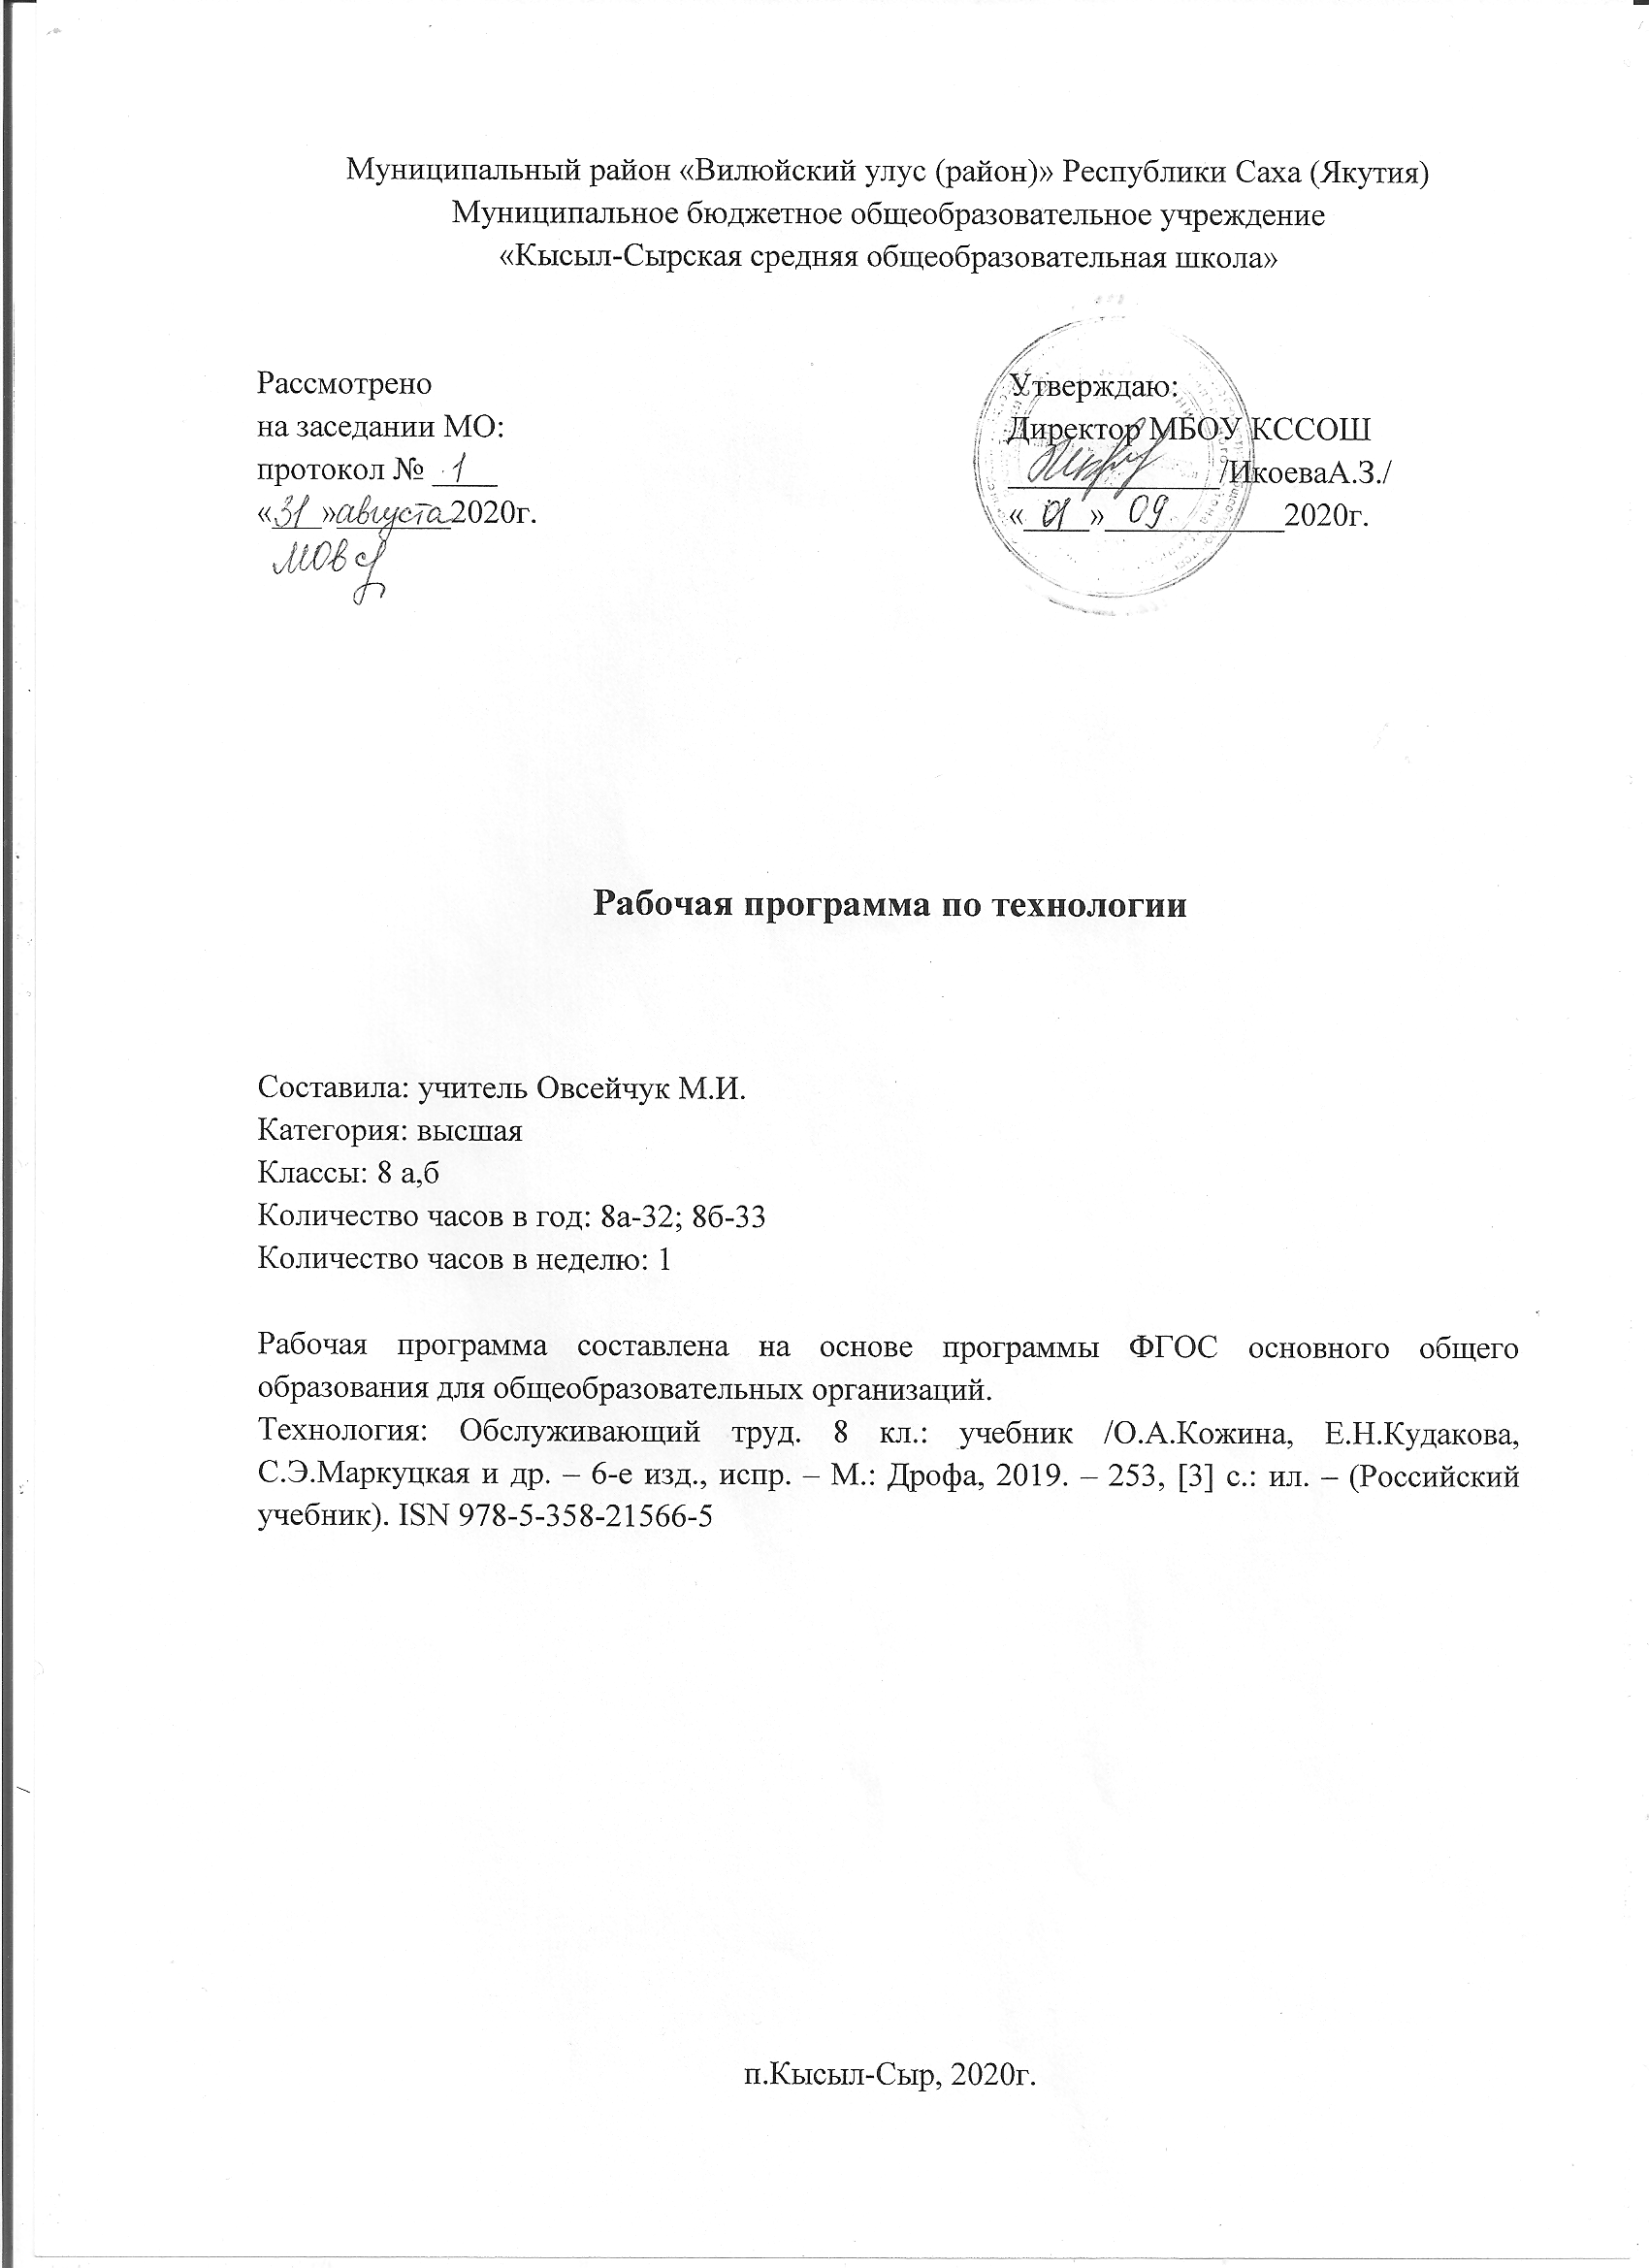 Муниципальный район «Вилюйский улус (район)» Республики Саха (Якутия)
Муниципальное бюджетное общеобразовательное учреждение
«Кысыл-Сырская средняя общеобразовательная школа»
Рассмотрено
на заседании МО:
протокол № 1
«31»августа2020г.
Утверждаю:
Директор МБОУ КССОШ
/ИкоеваА.З./
«01» 09 2020г.
Рабочая программа по технологии
Составила: учитель Овсейчук М.И.
Категория: высшая
Классы: 8 а,б
Количество часов в год: 8а-32; 8б-33
Количество часов в неделю: 1
Рабочая программа составлена на основе программы ФГОС основного общего
образования для общеобразовательных организаций.
Технология: Обслуживающий труд. 8 кл.: учебник /О.А.Кожина, Е.Н.Кудакова,
С.Э.Маркуцкая и др. – 6-е изд., испр. – М.: Дрофа, 2019. – 253, [3] с.: ил. – (Российский
учебник). ISN 978-5-358-21566-5
п.Кысыл-Сыр, 2020г.